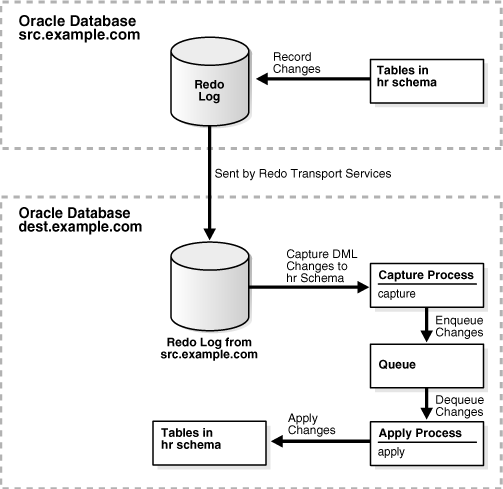 Oracle Database
src.example.com
Redo
Log
Record
Changes
Tables in
hr schema
Sent by Redo Transport Services
Oracle Database
dest.example.com
Redo Log from
src.example.com
Capture DML
Changes to
hr Schema
Capture Process
capture
Enqueue
Changes
Queue
Dequeue
Changes
Apply Process
apply
Apply
Changes
Tables in
hr schema